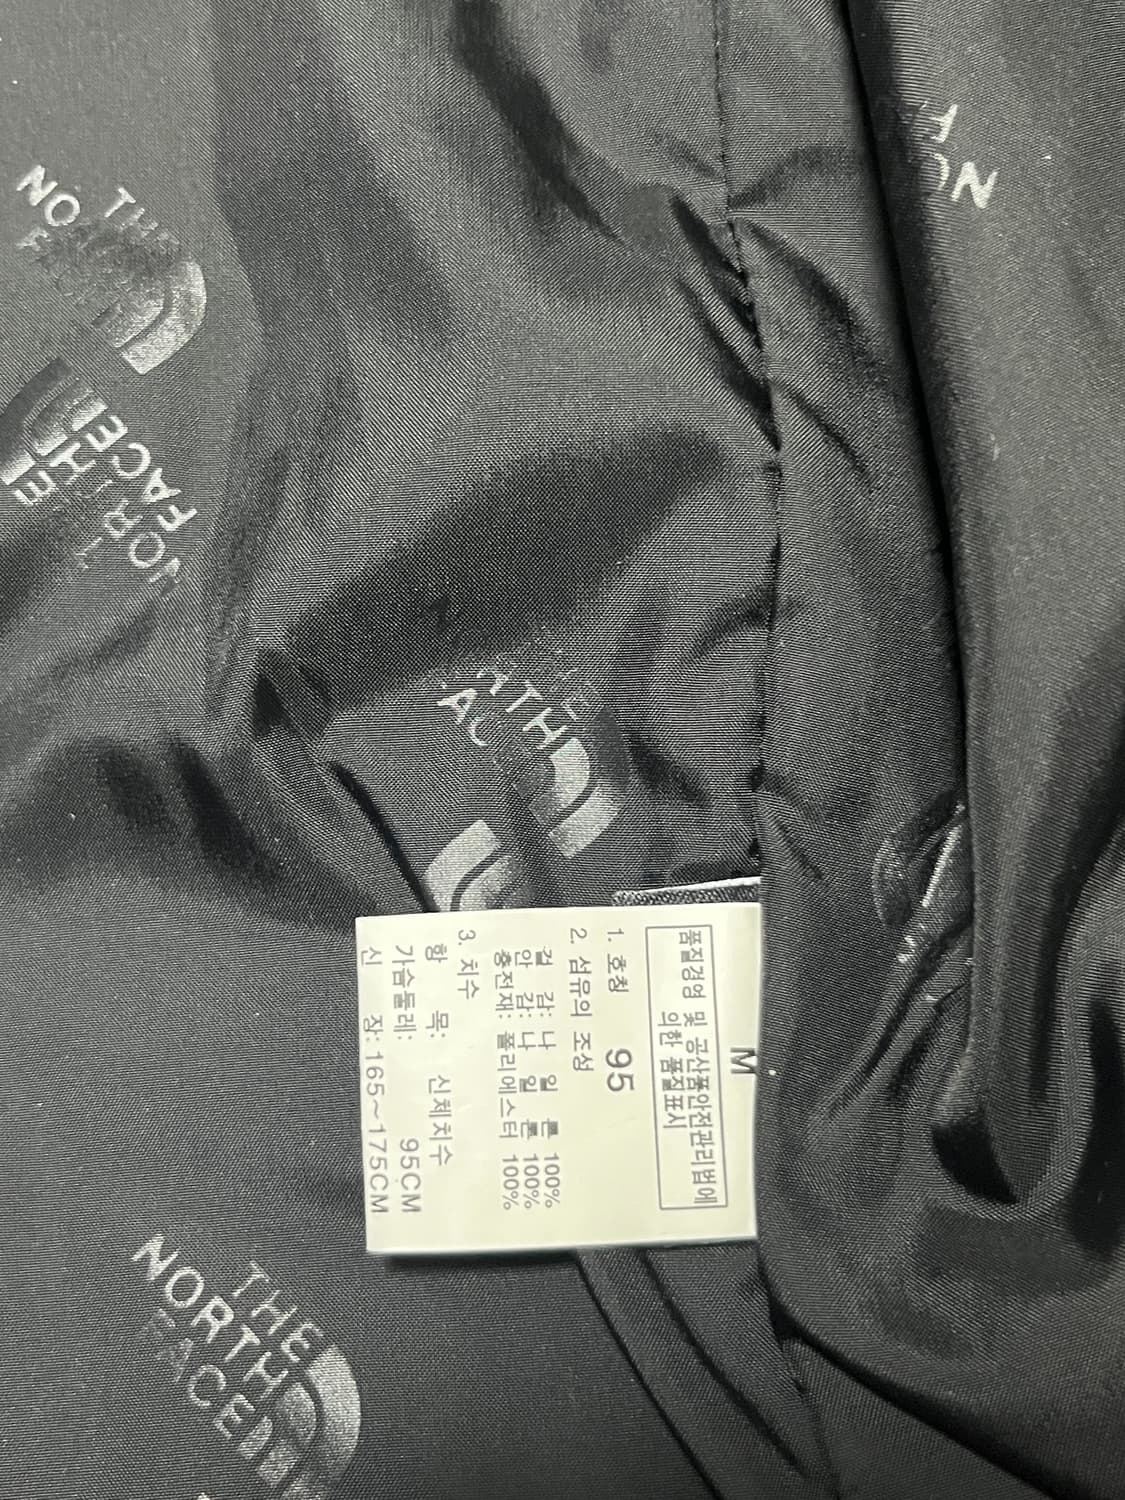 M
품질경영 및 공산품안전관리법에
의한 품질표시
1. 호칭 95
2. 섬유의 조성
겉 감: 나 일 론 100%
안 감: 나 일 론 100%
충전재: 폴리에스터 100%
3. 치수
항 목: 신체치수
가슴둘레: 95CM
신 장: 165~175CM
THE
NORTH
FACE
THE
NORTH
FACE